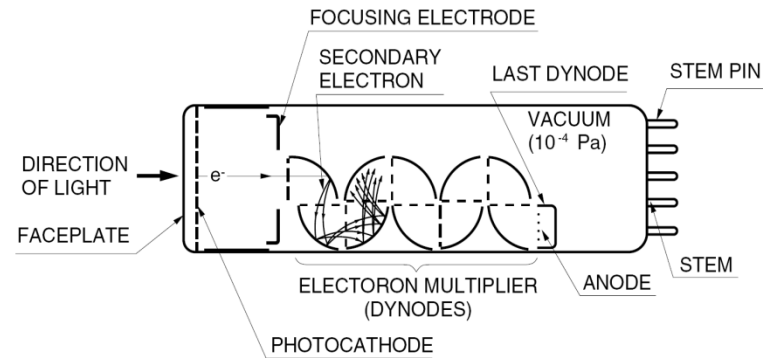 FOCUSING ELECTRODE
SECONDARY
ELECTRON
LAST DYNODE
STEM PIN
VACUUM
(10-4 Pa)
DIRECTION
OF LIGHT
e-
FACEPLATE
ELECTORON MULTIPLIER
(DYNODES)
ANODE
STEM
PHOTOCATHODE